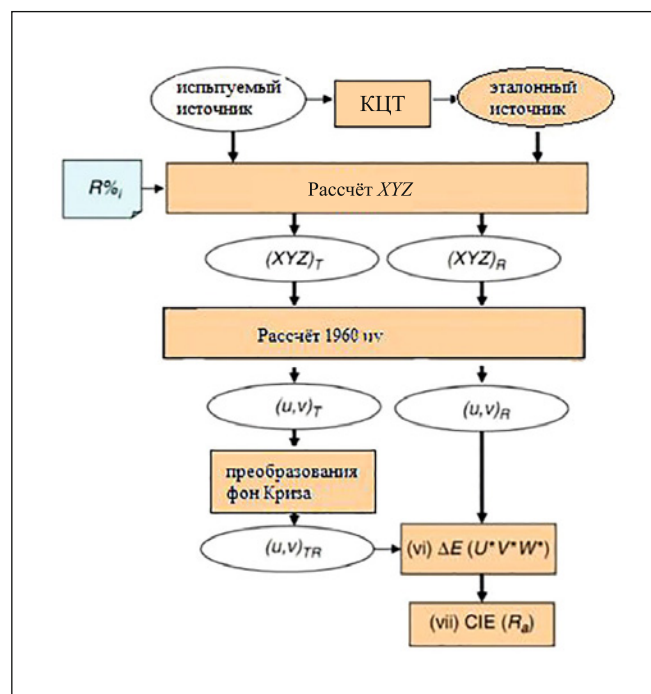 испытуемый
источник
КЦТ
эталонный
источник
R%i
Рассчёт XYZ
(XYZ)T
(XYZ)R
Рассчёт 1960 uv
(u,v)T
(u,v)R
преобразования
фон Криза
(u,v)TR
(vi) ΔE (U*V*W*)
(vii) CIE (Ra)